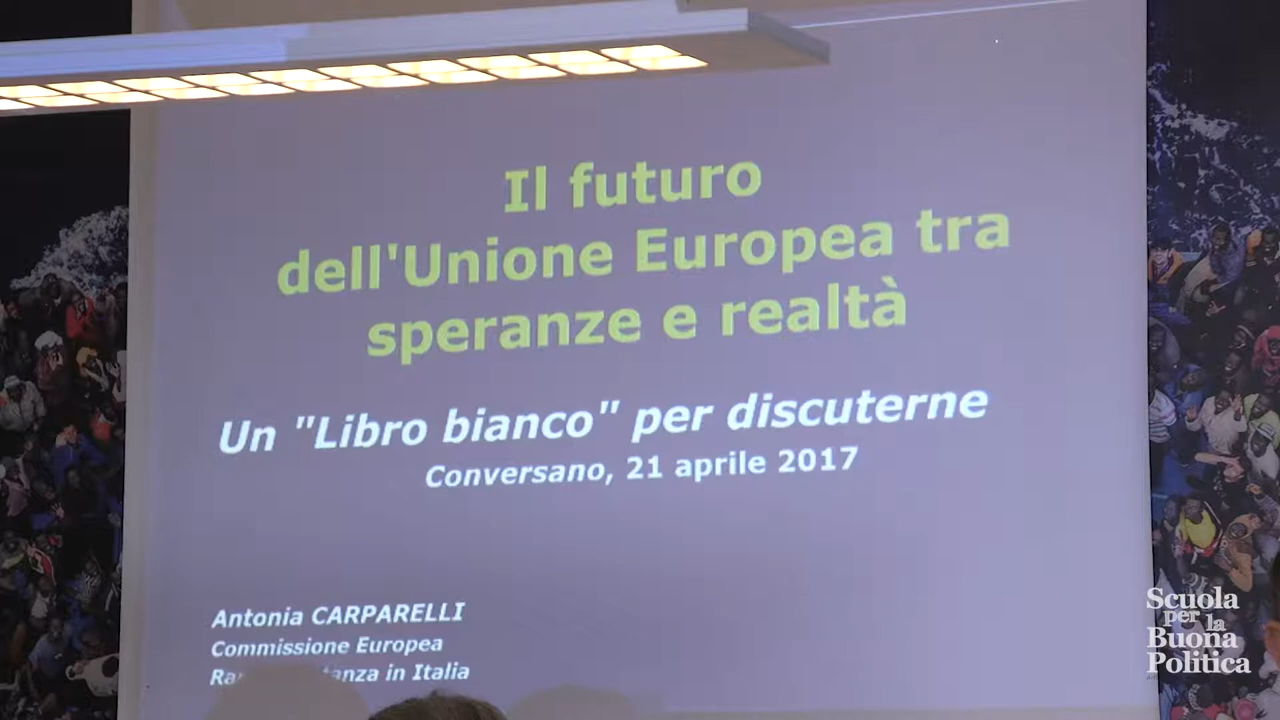 Il futuro
dell'Unione Europea tra
speranze e realtà
Un "Libro bianco" per discuterne
Conversano, 21 aprile 2017
Antonia CARPARELLI
Commissione Europea
in Italia
Scuola
per la
Buona
Politica